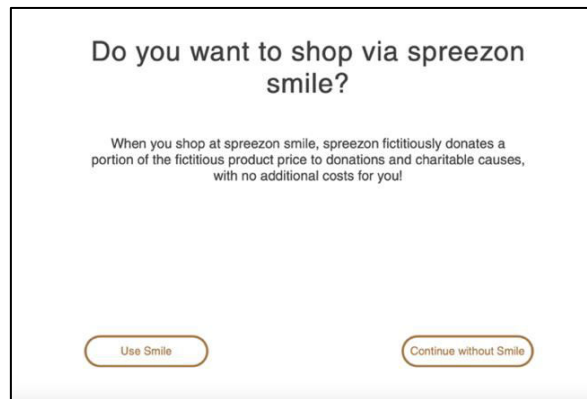 Do you want to shop via spreezon
smile?
When you shop at spreezon smile, spreezon fictitiously donates a
portion of the fictitious product price to donations and charitable causes,
with no additional costs for you!
Use Smile
Continue without Smile